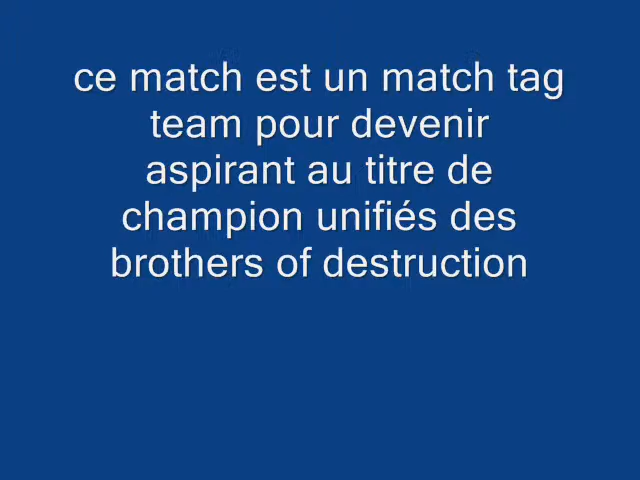 ce match est un match tag
team pour devenir
aspirant au titre de
champion unifiés des
brothers of destruction